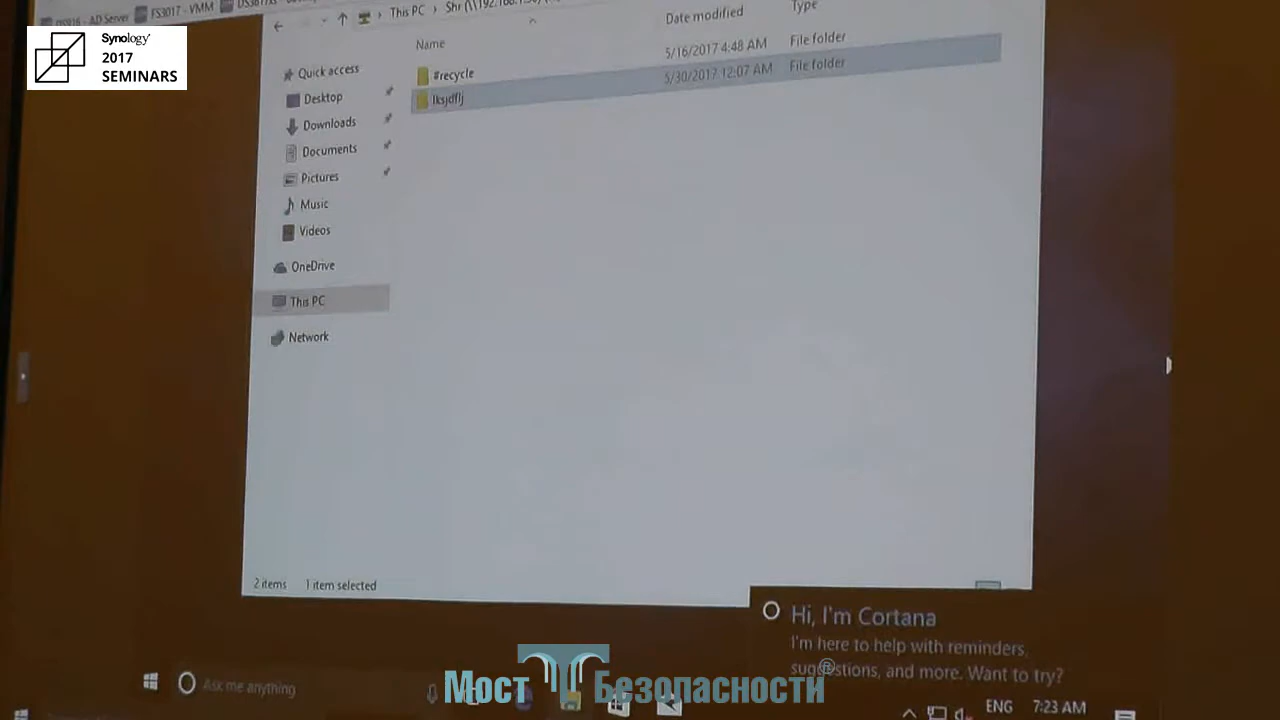 FS3017 - VMM
Synology
2017
SEMINARS
This PC
Name
Date modified
Type
Quick access
Desktop
Downloads
Documents
Pictures
Music
Videos
OneDrive
This PC
Network
#recycle
5/16/2017 4:48 AM
File folder
lksjdflj
5/30/2017 12:07 AM
File folder
2 items
1 item selected
Hi, I'm Cortana
I'm here to help with reminders,
suggestions, and more. Want to try?
Ask me anything
Мост Безопасности
ENG
7:23 AM